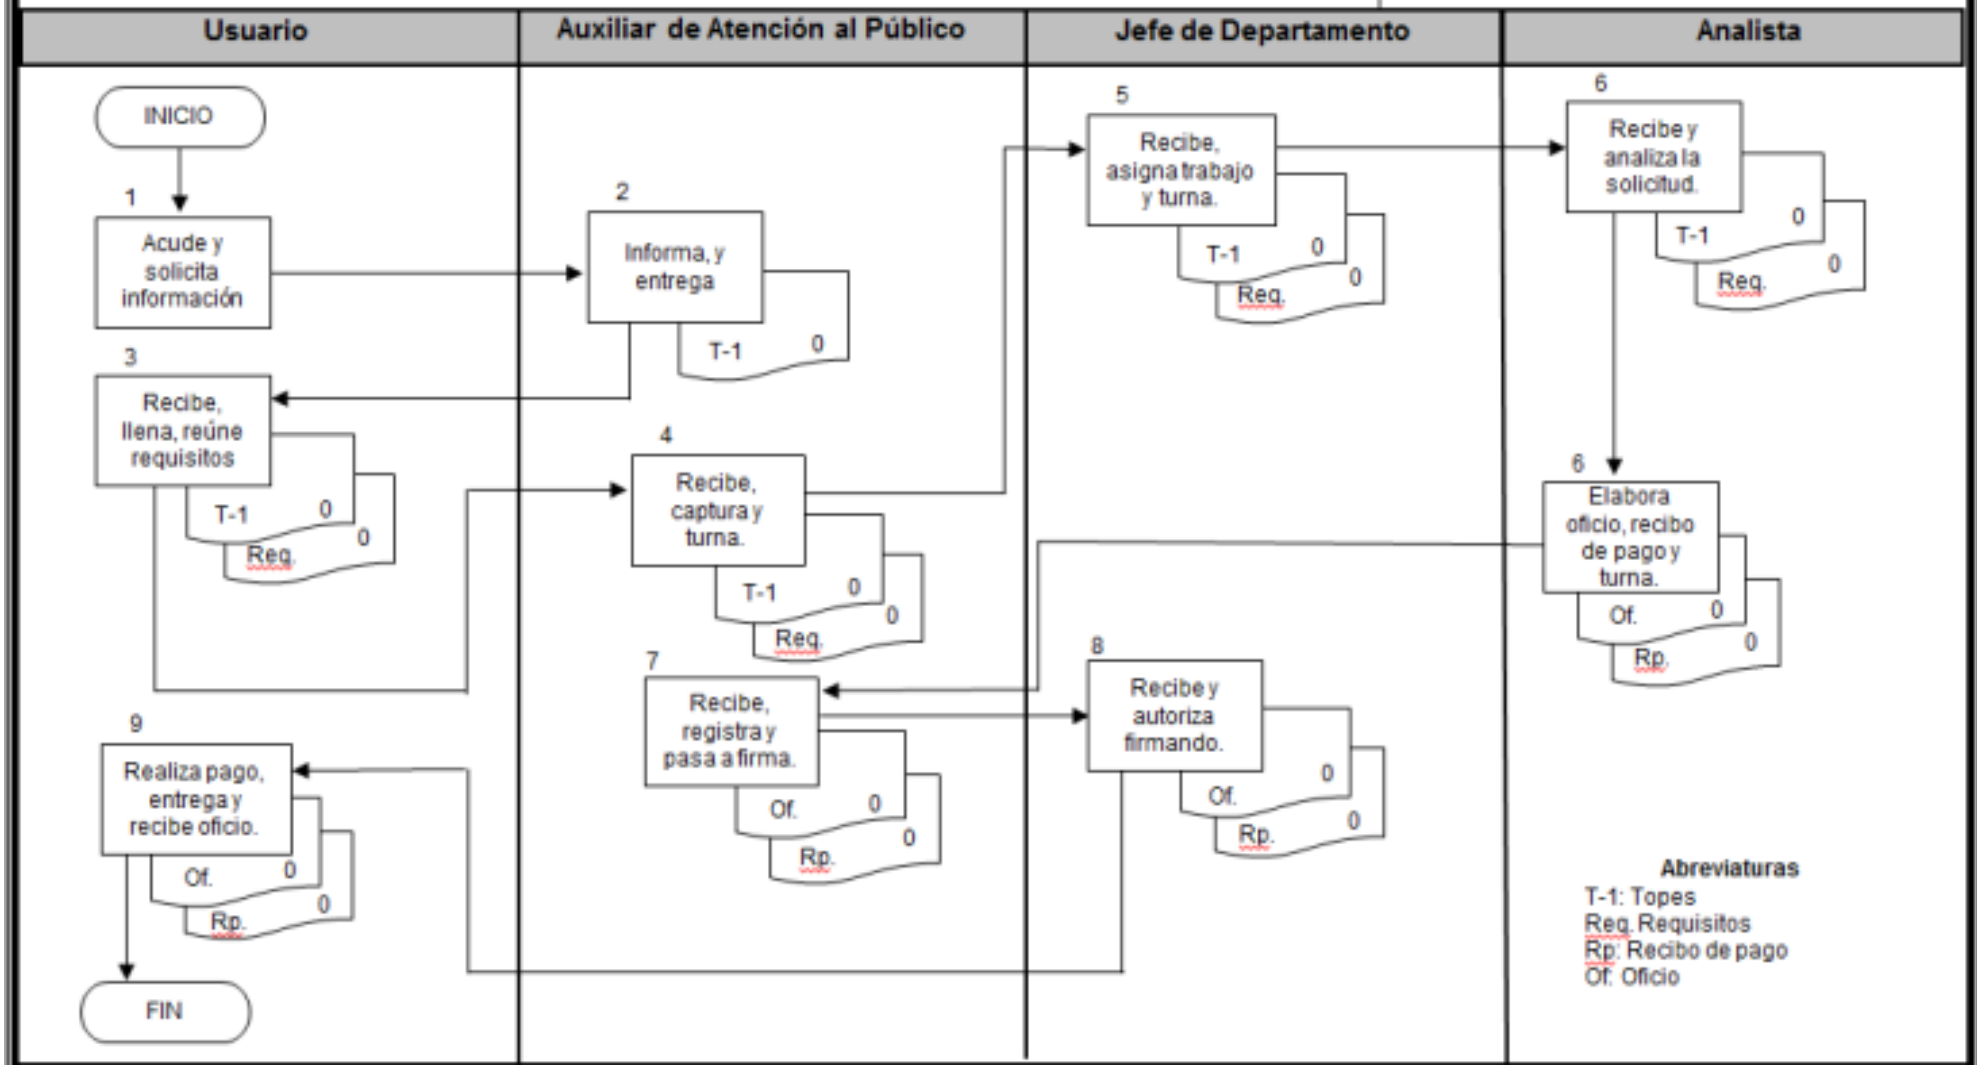 Usuario
Auxiliar de Atención al Público
Jefe de Departamento
Analista
INICIO
1
Acude y
solicita
información
2
Informa, y
entrega
T-1 0
3
Recibe,
llena, reúne
requisitos
T-1 0
Req. 0
4
Recibe,
captura y
turna.
T-1 0
Req. 0
5
Recibe,
asigna trabajo
y turna.
T-1 0
Req. 0
6
Recibe y
analiza la
solicitud.
T-1 0
Req. 0
6
Elabora
oficio, recibo
de pago y
turna.
Of. 0
Rp. 0
7
Recibe,
registra y
pasa a firma.
Of. 0
Rp. 0
8
Recibe y
autoriza
firmando.
Of. 0
Rp. 0
9
Realiza pago,
entrega y
recibe oficio.
Of. 0
Rp. 0
FIN
Abreviaturas
T-1: Topes
Req. Requisitos
Rp: Recibo de pago
Of: Oficio